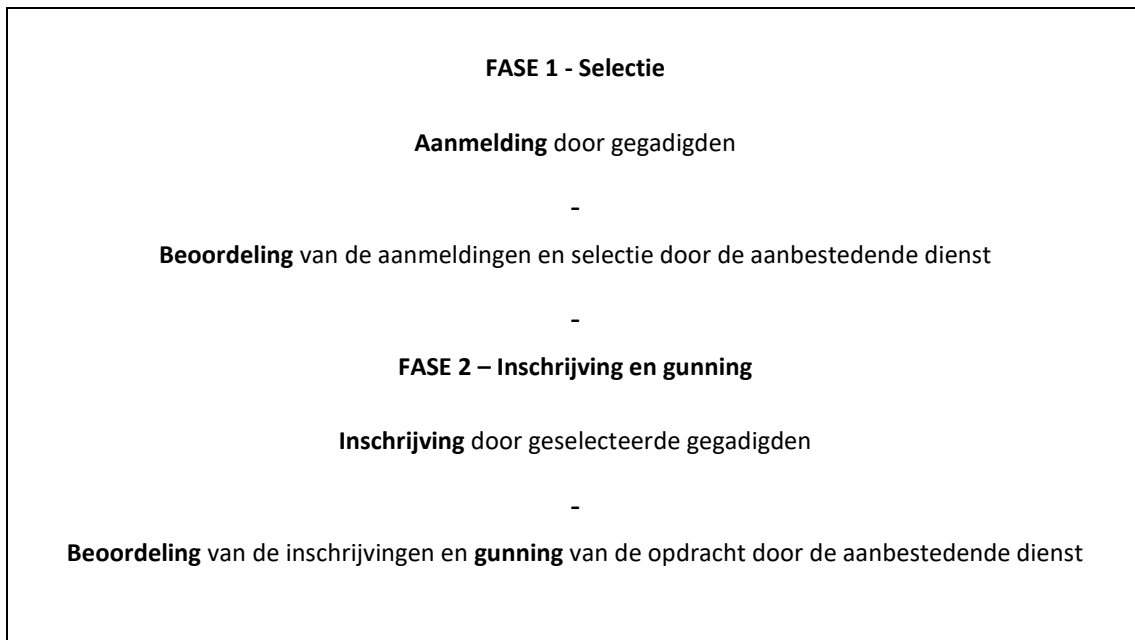 FASE 1 - Selectie
Aanmelding door gegadigden
-
Beoordeling van de aanmeldingen en selectie door de aanbestedende dienst
-
FASE 2 – Inschrijving en gunning
Inschrijving door geselecteerde gegadigden
-
Beoordeling van de inschrijvingen en gunning van de opdracht door de aanbestedende dienst